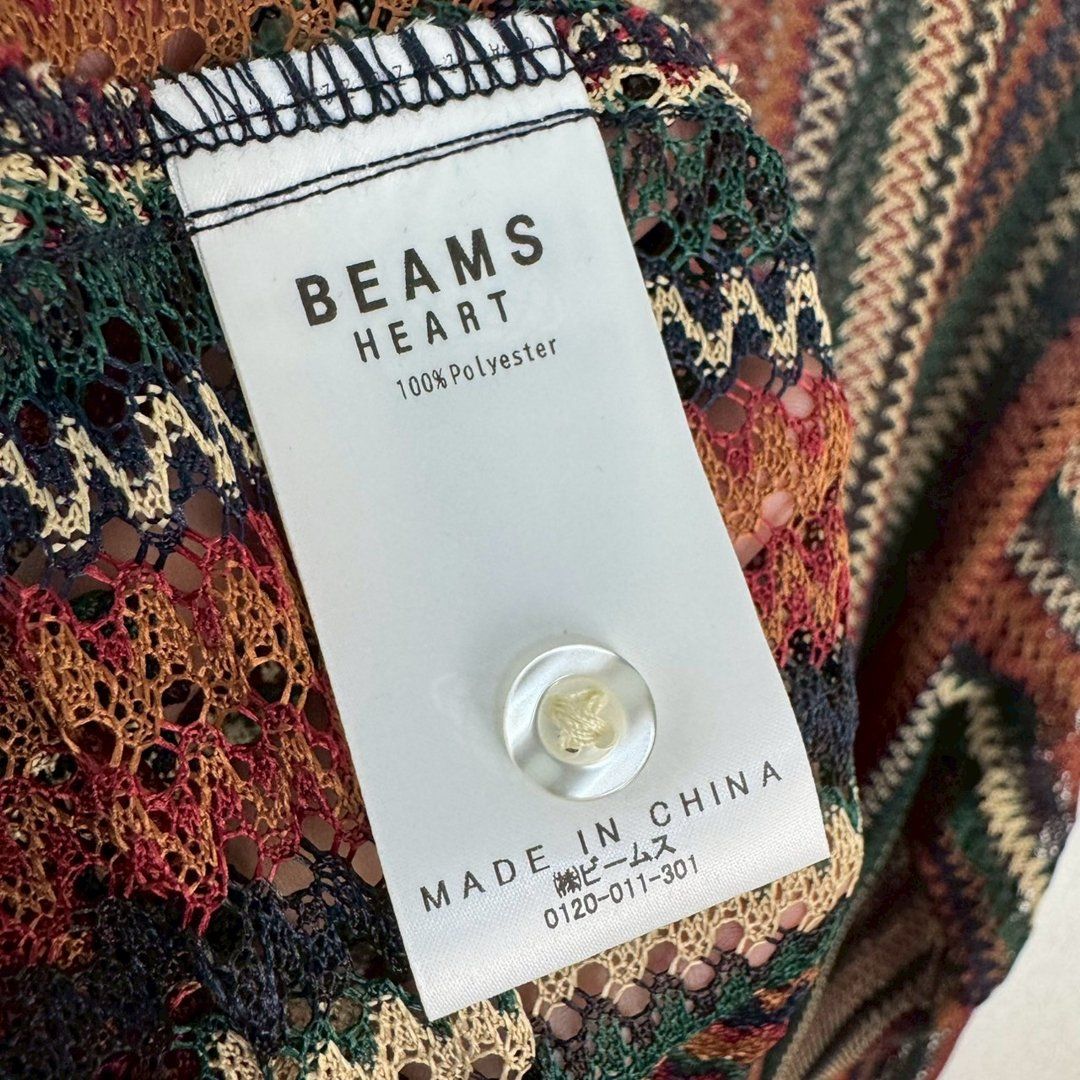 BEAMS
HEART
100% Polyester
MADE IN CHINA
㈱ビームス
0120-011-301